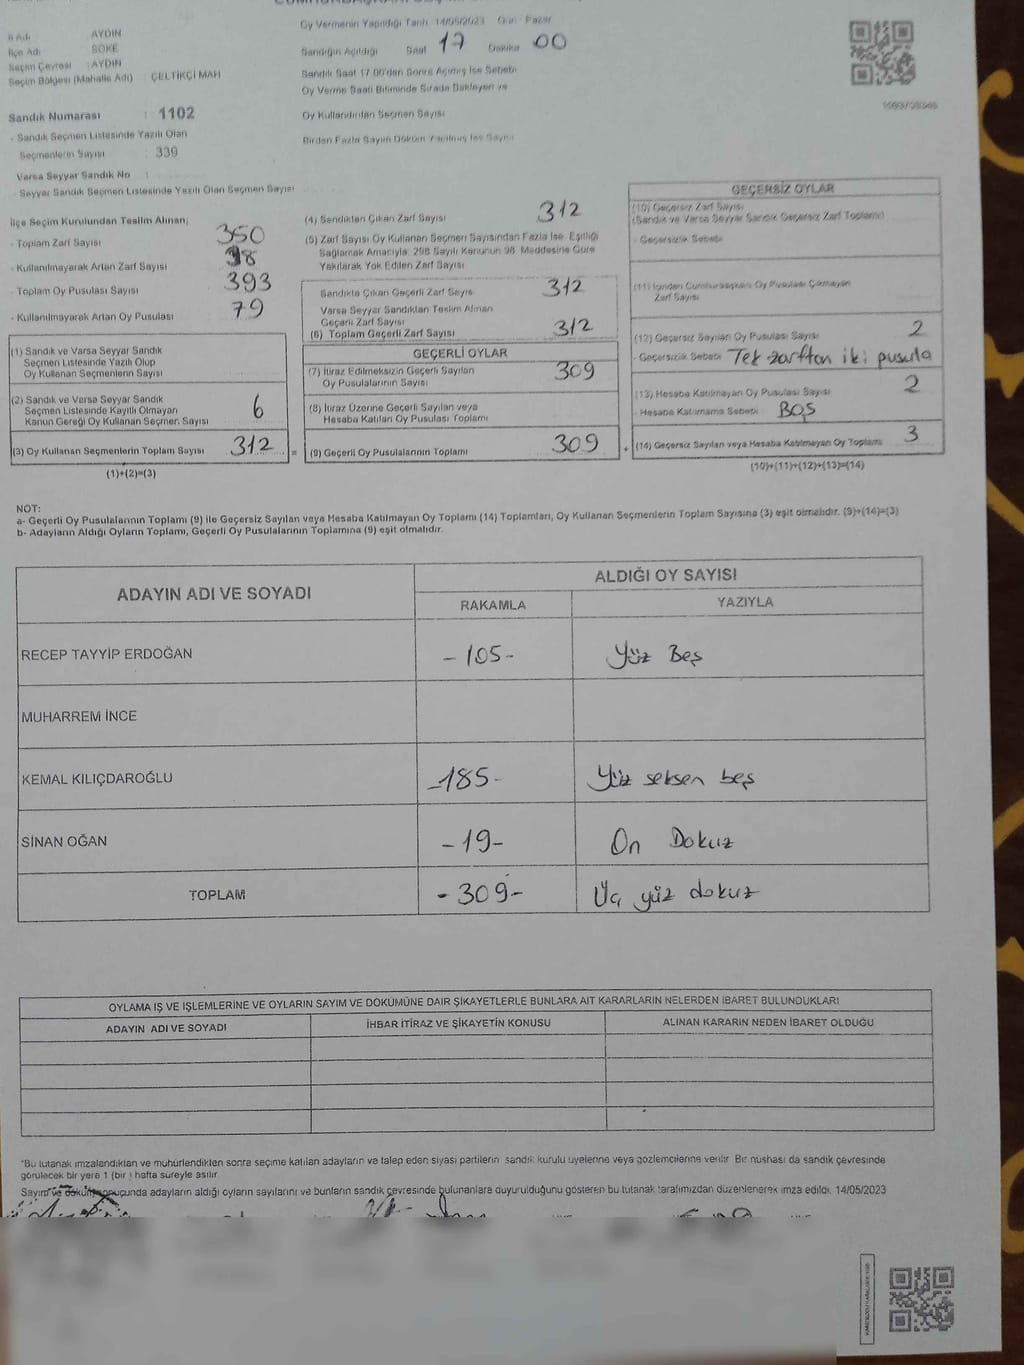 Oy Vermenin Yapıldığı Tarih 14/05/2023 Gün Pazar
İl Adı AYDIN
İlçe Adı SÖKE
Seçim Çevresi : AYDIN
Seçim Bölgesi (Mahalle Adı) : ÇELTİKÇİ MAH
Sandığın Açıldığı Saat 17 Dakika 00
Sandık Saat 17.00'den Sonra Açılmış İse Sebebi
Oy Verme Saati Bitiminde Sırada Bekleyen ve
Oy Kullandırılan Seçmen Sayısı
Birden Fazla Sayım Döküm Yapılmış İse Sayısı
Sandık Numarası : 1102
- Sandık Seçmen Listesinde Yazılı Olan
Seçmenlerin Sayısı : 339
Varsa Seyyar Sandık No :
- Seyyar Sandık Seçmen Listesinde Yazılı Olan Seçmen Sayısı
İlçe Seçim Kurulundan Teslim Alınan;
- Toplam Zarf Sayısı 350
- Kullanılmayarak Artan Zarf Sayısı 38
- Toplam Oy Pusulası Sayısı 393
- Kullanılmayarak Artan Oy Pusulası 79
(1) Sandık ve Varsa Seyyar Sandık
Seçmen Listesinde Yazılı Olup
Oy Kullanan Seçmenlerin Sayısı
(2) Sandık ve Varsa Seyyar Sandık
Seçmen Listesinde Kayıtlı Olmayan
Kanun Gereği Oy Kullanan Seçmen. Sayısı 6
(3) Oy Kullanan Seçmenlerin Toplam Sayısı 312 =
(1)+(2)=(3)
(4) Sandıktan Çıkan Zarf Sayısı 312
(5) Zarf Sayısı Oy Kullanan Seçmen Sayısından Fazla İse, Eşitliği
Sağlamak Amacıyla, 298 Sayılı Kanunun 98. Maddesine Göre
Yakılarak Yok Edilen Zarf Sayısı
Sandıkta Çıkan Geçerli Zarf Sayısı 312
Varsa Seyyar Sandıktan Teslim Alınan
Geçerli Zarf Sayısı
(6) Toplam Geçerli Zarf Sayısı 312
GEÇERLİ OYLAR
(7) İtiraz Edilmeksizin Geçerli Sayılan
Oy Pusulalarının Sayısı 309
(8) İtiraz Üzerine Geçerli Sayılan veya
Hesaba Katılan Oy Pusulası Toplamı
(9) Geçerli Oy Pusulalarının Toplamı 309 +
GEÇERSİZ OYLAR
(10) Geçersiz Zarf Sayısı
(Sandık ve Varsa Seyyar Sandık Geçersiz Zarf Toplamı)
- Geçersizlik Sebebi
(11) İçinden Cumhurbaşkanı Oy Pusulası Çıkmayan
Zarf Sayısı
(12) Geçersiz Sayılan Oy Pusulası Sayısı 2
- Geçersizlik Sebebi Tek zarftan iki pusula
(13) Hesaba Katılmayan Oy Pusulası Sayısı 2
- Hesaba Katılmama Sebebi BOŞ
(14) Geçersiz Sayılan veya Hesaba Katılmayan Oy Toplamı 3
(10)+(11)+(12)+(13)=(14)
NOT:
a- Geçerli Oy Pusulalarının Toplamı (9) ile Geçersiz Sayılan veya Hesaba Katılmayan Oy Toplamı (14) Toplamları, Oy Kullanan Seçmenlerin Toplam Sayısına (3) eşit olmalıdır. (9)+(14)=(3)
b- Adayların Aldığı Oyların Toplamı, Geçerli Oy Pusulalarının Toplamına (9) eşit olmalıdır.
ADAYIN ADI VE SOYADI ALDIĞI OY SAYISI
RAKAMLA YAZIYLA
RECEP TAYYİP ERDOĞAN -105- Yüz Beş
MUHARREM İNCE
KEMAL KILIÇDAROĞLU -185- Yüz seksen beş
SİNAN OĞAN -19- On Dokuz
TOPLAM -309- Üç yüz dokuz
OYLAMA İŞ VE İŞLEMLERİNE VE OYLARIN SAYIM VE DÖKÜMÜNE DAİR ŞİKAYETLERLE BUNLARA AİT KARARLARIN NELERDEN İBARET BULUNDUKLARI
ADAYIN ADI VE SOYADI İHBAR İTİRAZ VE ŞİKAYETİN KONUSU ALINAN KARARIN NEDEN İBARET OLDUĞU
*Bu tutanak imzalandıktan ve mühürlendikten sonra seçime katılan adayların ve talep eden siyasi partilerin sandık kurulu üyelerine veya gözlemcilerine verilir. Bir nüshası da sandık çevresinde
görülecek bir yere 1 (bir ) hafta süreyle asılır.
Sayım ve döküm sonucunda adayların aldığı oyların sayılarını ve bunların sandık çevresinde bulunanlara duyurulduğunu gösteren bu tutanak tarafımızdan düzenlenerek imza edildi. 14/05/2023